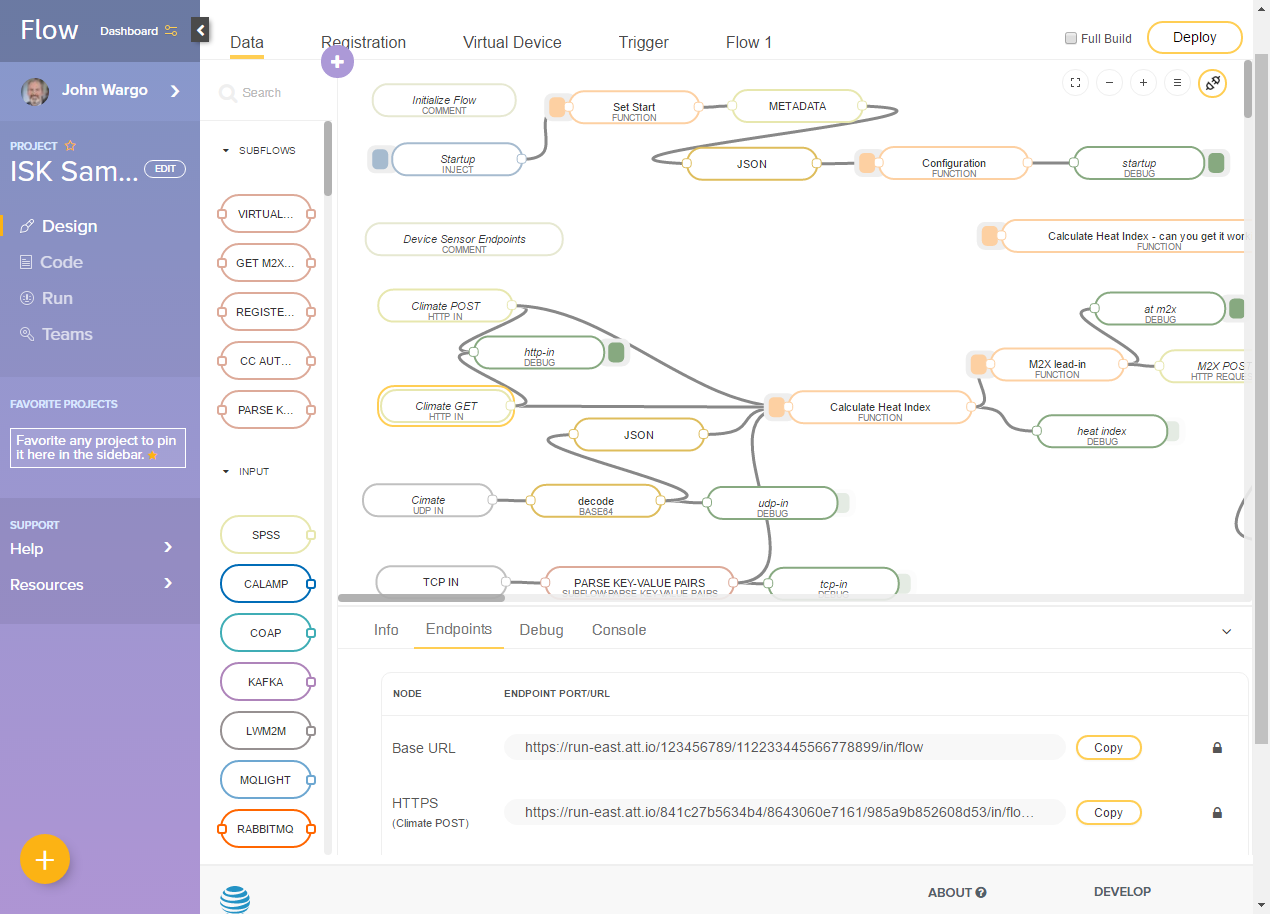 Flow
Dashboard
John Wargo
PROJECT
ISK Sam...
EDIT
Design
Code
Run
Teams
FAVORITE PROJECTS
Favorite any project to pin
it here in the sidebar.
SUPPORT
Help
Resources
Data
Registration
Virtual Device
Trigger
Flow 1
Full Build
Deploy
Search
SUBFLOWS
VIRTUAL...
GET M2X...
REGISTE...
CC AUT...
PARSE K...
INPUT
SPSS
CALAMP
COAP
KAFKA
LWM2M
MQLIGHT
RABBITMQ
Initialize Flow
COMMENT
Set Start
FUNCTION
METADATA
Startup
INJECT
JSON
Configuration
FUNCTION
startup
DEBUG
Device Sensor Endpoints
COMMENT
Calculate Heat Index - can you get it wor
FUNCTION
Climate POST
HTTP IN
at m2x
DEBUG
http-in
DEBUG
M2X lead-in
FUNCTION
M2X POST
HTTP REQUE
Climate GET
HTTP IN
Calculate Heat Index
FUNCTION
JSON
heat index
DEBUG
Cimate
UDP IN
decode
BASE64
udp-in
DEBUG
TCP IN
PARSE KEY-VALUE PAIRS
SUBFLOW:PARSE KEY-VALUE PAIRS
tcp-in
DEBUG
Info
Endpoints
Debug
Console
NODE
ENDPOINT PORT/URL
Base URL
https://run-east.att.io/123456789/112233445566778899/in/flow
Copy
HTTPS
(Climate POST)
https://run-east.att.io/841c27b5634b4/8643060e7161/985a9b852608d53/in/flo...
Copy
ABOUT
DEVELOP